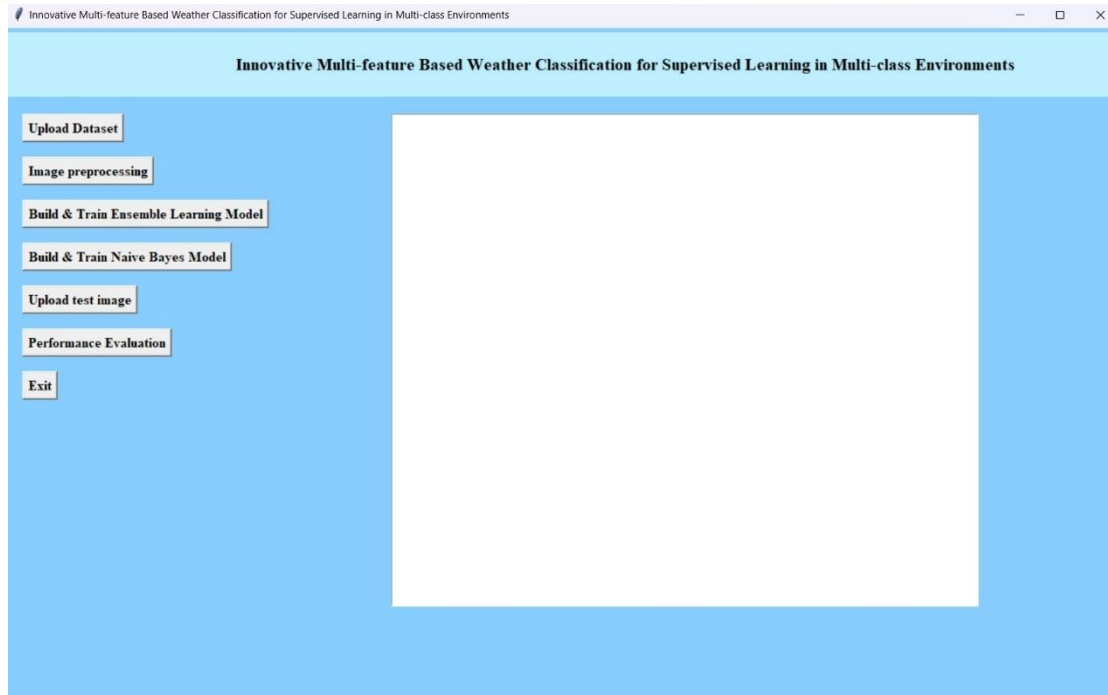 Innovative Multi-feature Based Weather Classification for Supervised Learning in Multi-class Environments
Innovative Multi-feature Based Weather Classification for Supervised Learning in Multi-class Environments
Upload Dataset
Image preprocessing
Build & Train Ensemble Learning Model
Build & Train Naive Bayes Model
Upload test image
Performance Evaluation
Exit